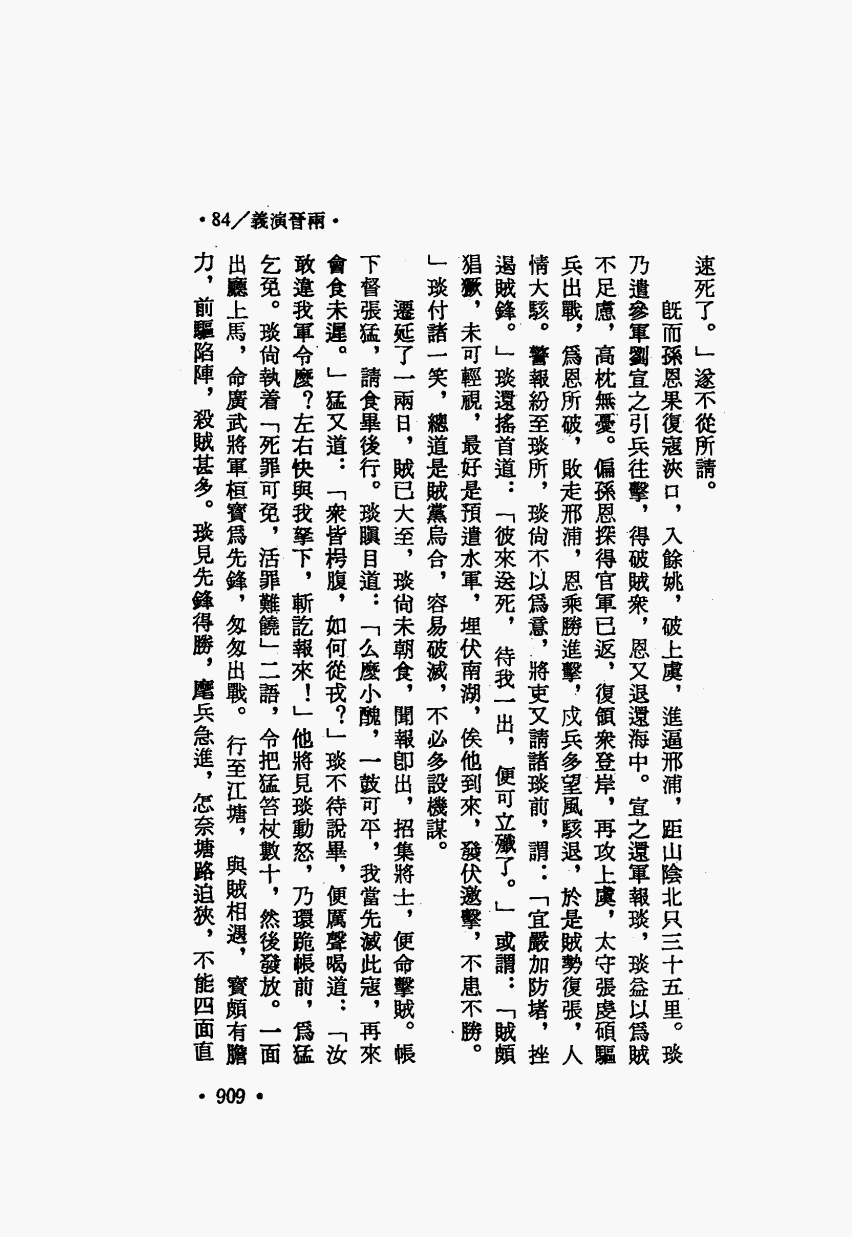 ·84／義演晉兩·
速死了。」遂不從所請。
既而孫恩果復寇浹口，入餘姚，破上虞，進逼邢浦，距山陰北只三十五里。琰
乃遣參軍劉宣之引兵往擊，得破賊衆，恩又退還海中。宣之還軍報琰，琰益以爲賊
不足慮，高枕無憂。偏孫恩探得官軍已返，復領衆登岸，再攻上虞，太守張虔碩驅
兵出戰，爲恩所破，敗走邢浦，恩乘勝進擊，戍兵多望風駭退，於是賊勢復張，人
情大駭。警報紛至琰所，琰尙不以爲意，將吏又請諸琰前，謂：「宜嚴加防堵，挫
遏賊鋒。」琰還搖首道：「彼來送死，待我一出，便可立殲了。」或謂：「賊頗
猖獗，未可輕視，最好是預遣水軍，埋伏南湖，俟他到來，發伏邀擊，不患不勝。
」琰付諸一笑，總道是賊黨烏合，容易破滅，不必多設機謀。
遷延了一兩日，賊已大至，琰尙未朝食，聞報卽出，招集將士，便命擊賊。帳
下督張猛，請食畢後行。琰瞋目道：「么麼小醜，一鼓可平，我當先滅此寇，再來
會食未遲。」猛又道：「衆皆枵腹，如何從戎？」琰不待說畢，便厲聲喝道：「汝
敢違我軍令麼？左右快與我拏下，斬訖報來！」他將見琰動怒，乃環跪帳前，爲猛
乞免。琰尙執着「死罪可免，活罪難饒」二語，令把猛笞杖數十，然後發放。一面
出廳上馬，命廣武將軍桓寶爲先鋒，匆匆出戰。行至江塘，與賊相遇，寶頗有膽
力，前驅陷陣，殺賊甚多。琰見先鋒得勝，麾兵急進，怎奈塘路迫狹，不能四面直
·909·